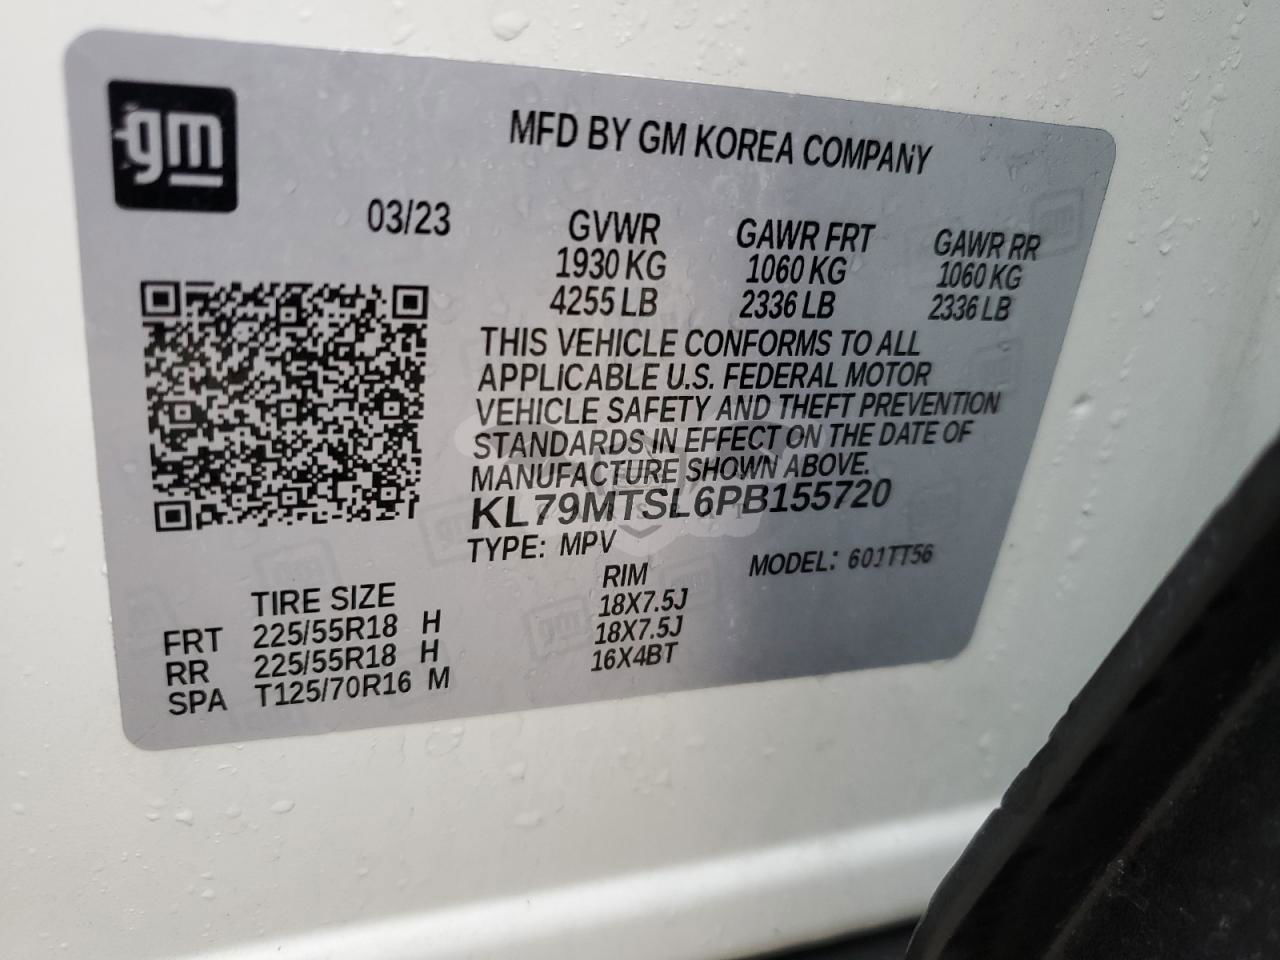 gm
MFD BY GM KOREA COMPANY
03/23
GVWR GAWR FRT GAWR RR
1930 KG 1060 KG 1060 KG
4255 LB 2336 LB 2336 LB
THIS VEHICLE CONFORMS TO ALL
APPLICABLE U.S. FEDERAL MOTOR
VEHICLE SAFETY AND THEFT PREVENTION
STANDARDS IN EFFECT ON THE DATE OF
MANUFACTURE SHOWN ABOVE.
KL79MTSL6PB155720
TYPE: MPV MODEL: 601TT56
TIRE SIZE RIM
FRT 225/55R18 H 18X7.5J
RR 225/55R18 H 18X7.5J
SPA T125/70R16 M 16X4BT